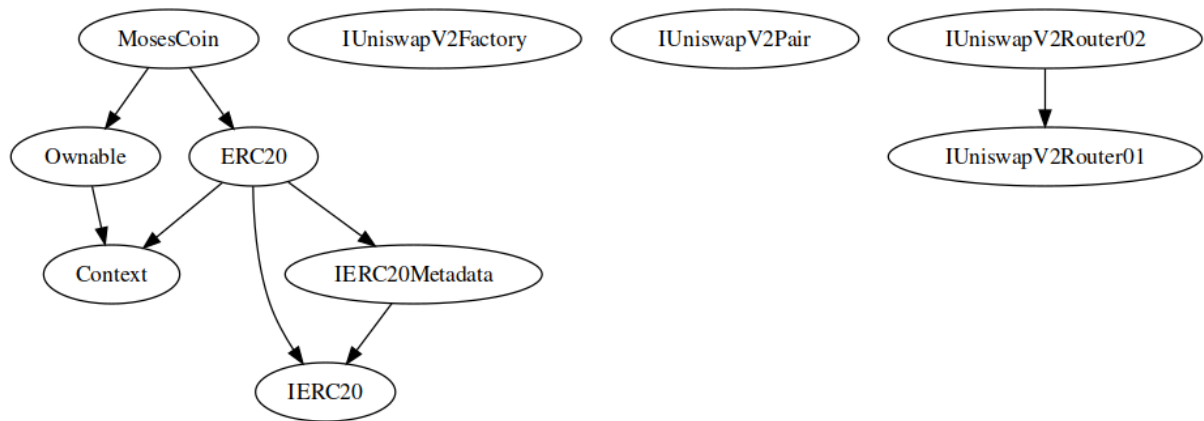 MosesCoin
IUniswapV2Factory
IUniswapV2Pair
IUniswapV2Router02
Ownable
ERC20
IUniswapV2Router01
Context
IERC20Metadata
IERC20